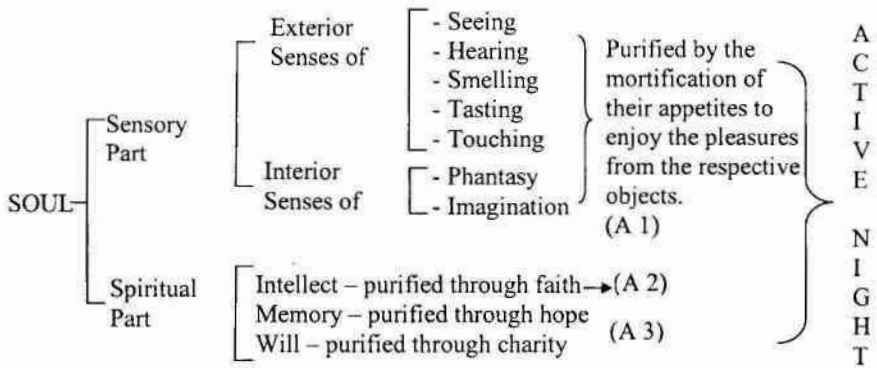 SOUL
Sensory
Part
Exterior
Senses of
- Seeing
- Hearing
- Smelling
- Tasting
- Touching
Interior
Senses of
- Phantasy
- Imagination
Purified by the
mortification of
their appetites to
enjoy the pleasures
from the respective
objects.
(A 1)
Spiritual
Part
Intellect – purified through faith→(A 2)
Memory – purified through hope
Will – purified through charity
(A 3)
ACTIVE NIGHT